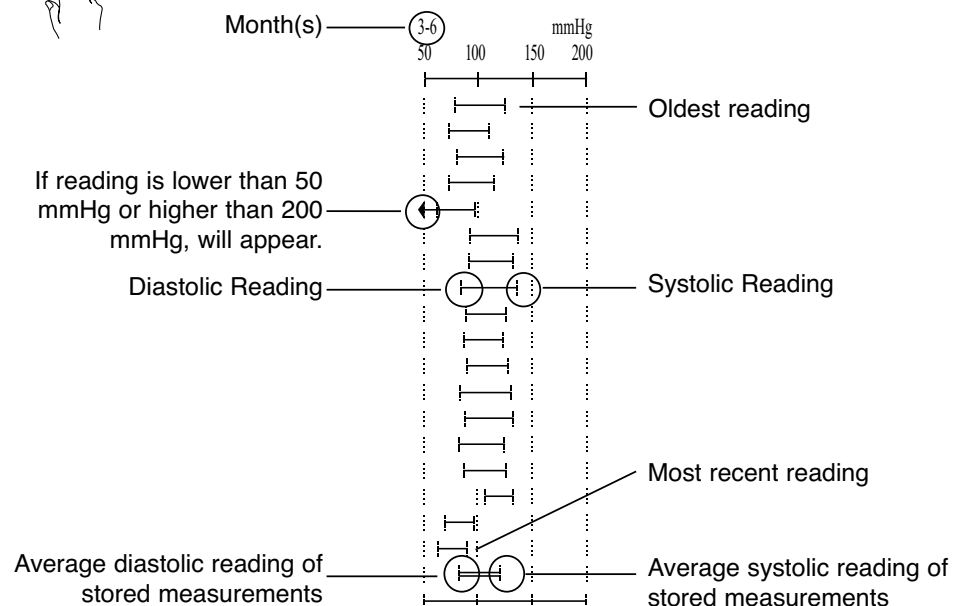 Month(s)
3-6
mmHg
50 100 150 200
Oldest reading
If reading is lower than 50
mmHg or higher than 200
mmHg, will appear.
Diastolic Reading
Systolic Reading
Most recent reading
Average diastolic reading of
stored measurements
Average systolic reading of
stored measurements